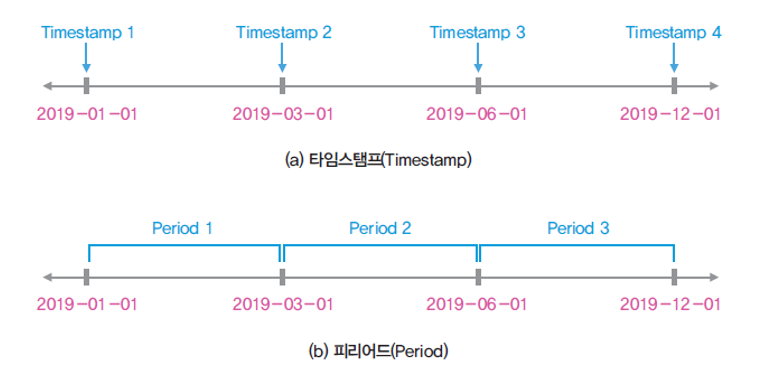 Timestamp 1 Timestamp 2 Timestamp 3 Timestamp 4
2019-01-01 2019-03-01 2019-06-01 2019-12-01
(a) 타임스탬프(Timestamp)
Period 1 Period 2 Period 3
2019-01-01 2019-03-01 2019-06-01 2019-12-01
(b) 피리어드(Period)